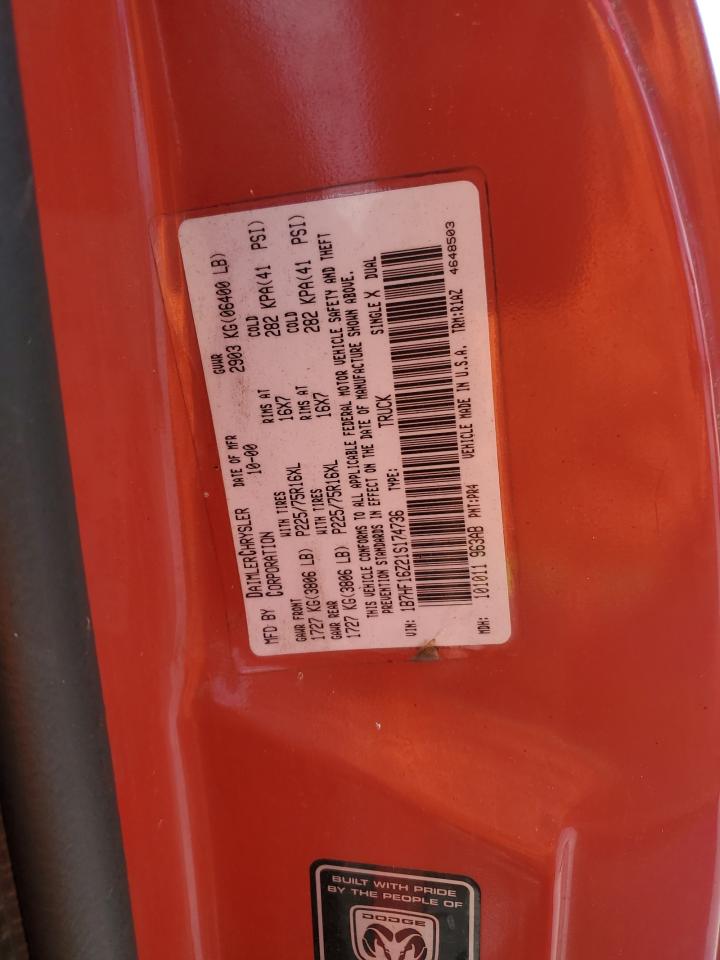 MFD BY DAIMLERCHRYSLER CORPORATION DATE OF MFR 10-00 GVWR 2903 KG(06400 LB)
GAWR FRONT WITH TIRES RIMS AT COLD
1727 KG(3806 LB) P225/75R16XL 16X7 282 KPA(41 PSI)
GAWR REAR WITH TIRES RIMS AT COLD
1727 KG(3806 LB) P225/75R16XL 16X7 282 KPA(41 PSI)
THIS VEHICLE CONFORMS TO ALL APPLICABLE FEDERAL MOTOR VEHICLE SAFETY AND THEFT
PREVENTION STANDARDS IN EFFECT ON THE DATE OF MANUFACTURE SHOWN ABOVE.
VIN: 1B7HF16Z21S174736 TYPE: TRUCK SINGLE X DUAL
MDH: 101011 963AB PNT:PR4 VEHICLE MADE IN U.S.A. TRM:R1AZ 4648503
BUILT WITH PRIDE
BY THE PEOPLE OF
DODGE